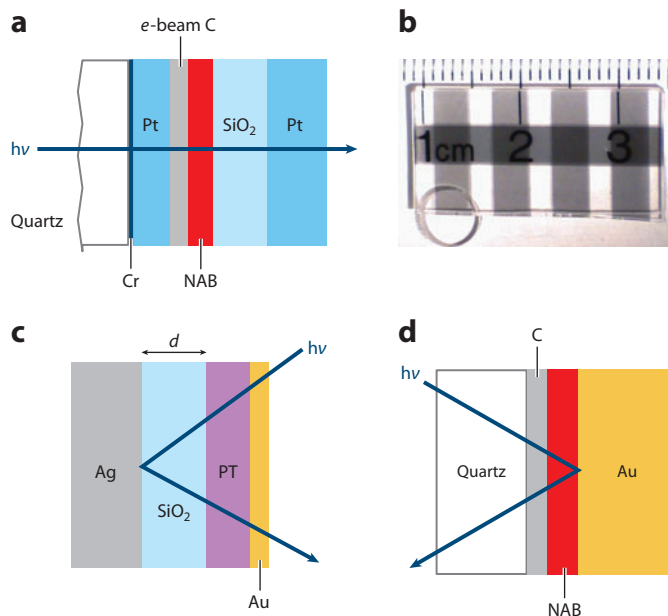 a
e-beam C
Pt
SiO₂
Pt
hν
Quartz
Cr
NAB
b
1cm 2 3
c
d
hν
Ag
SiO₂
PT
Au
d
C
hν
Quartz
Au
NAB